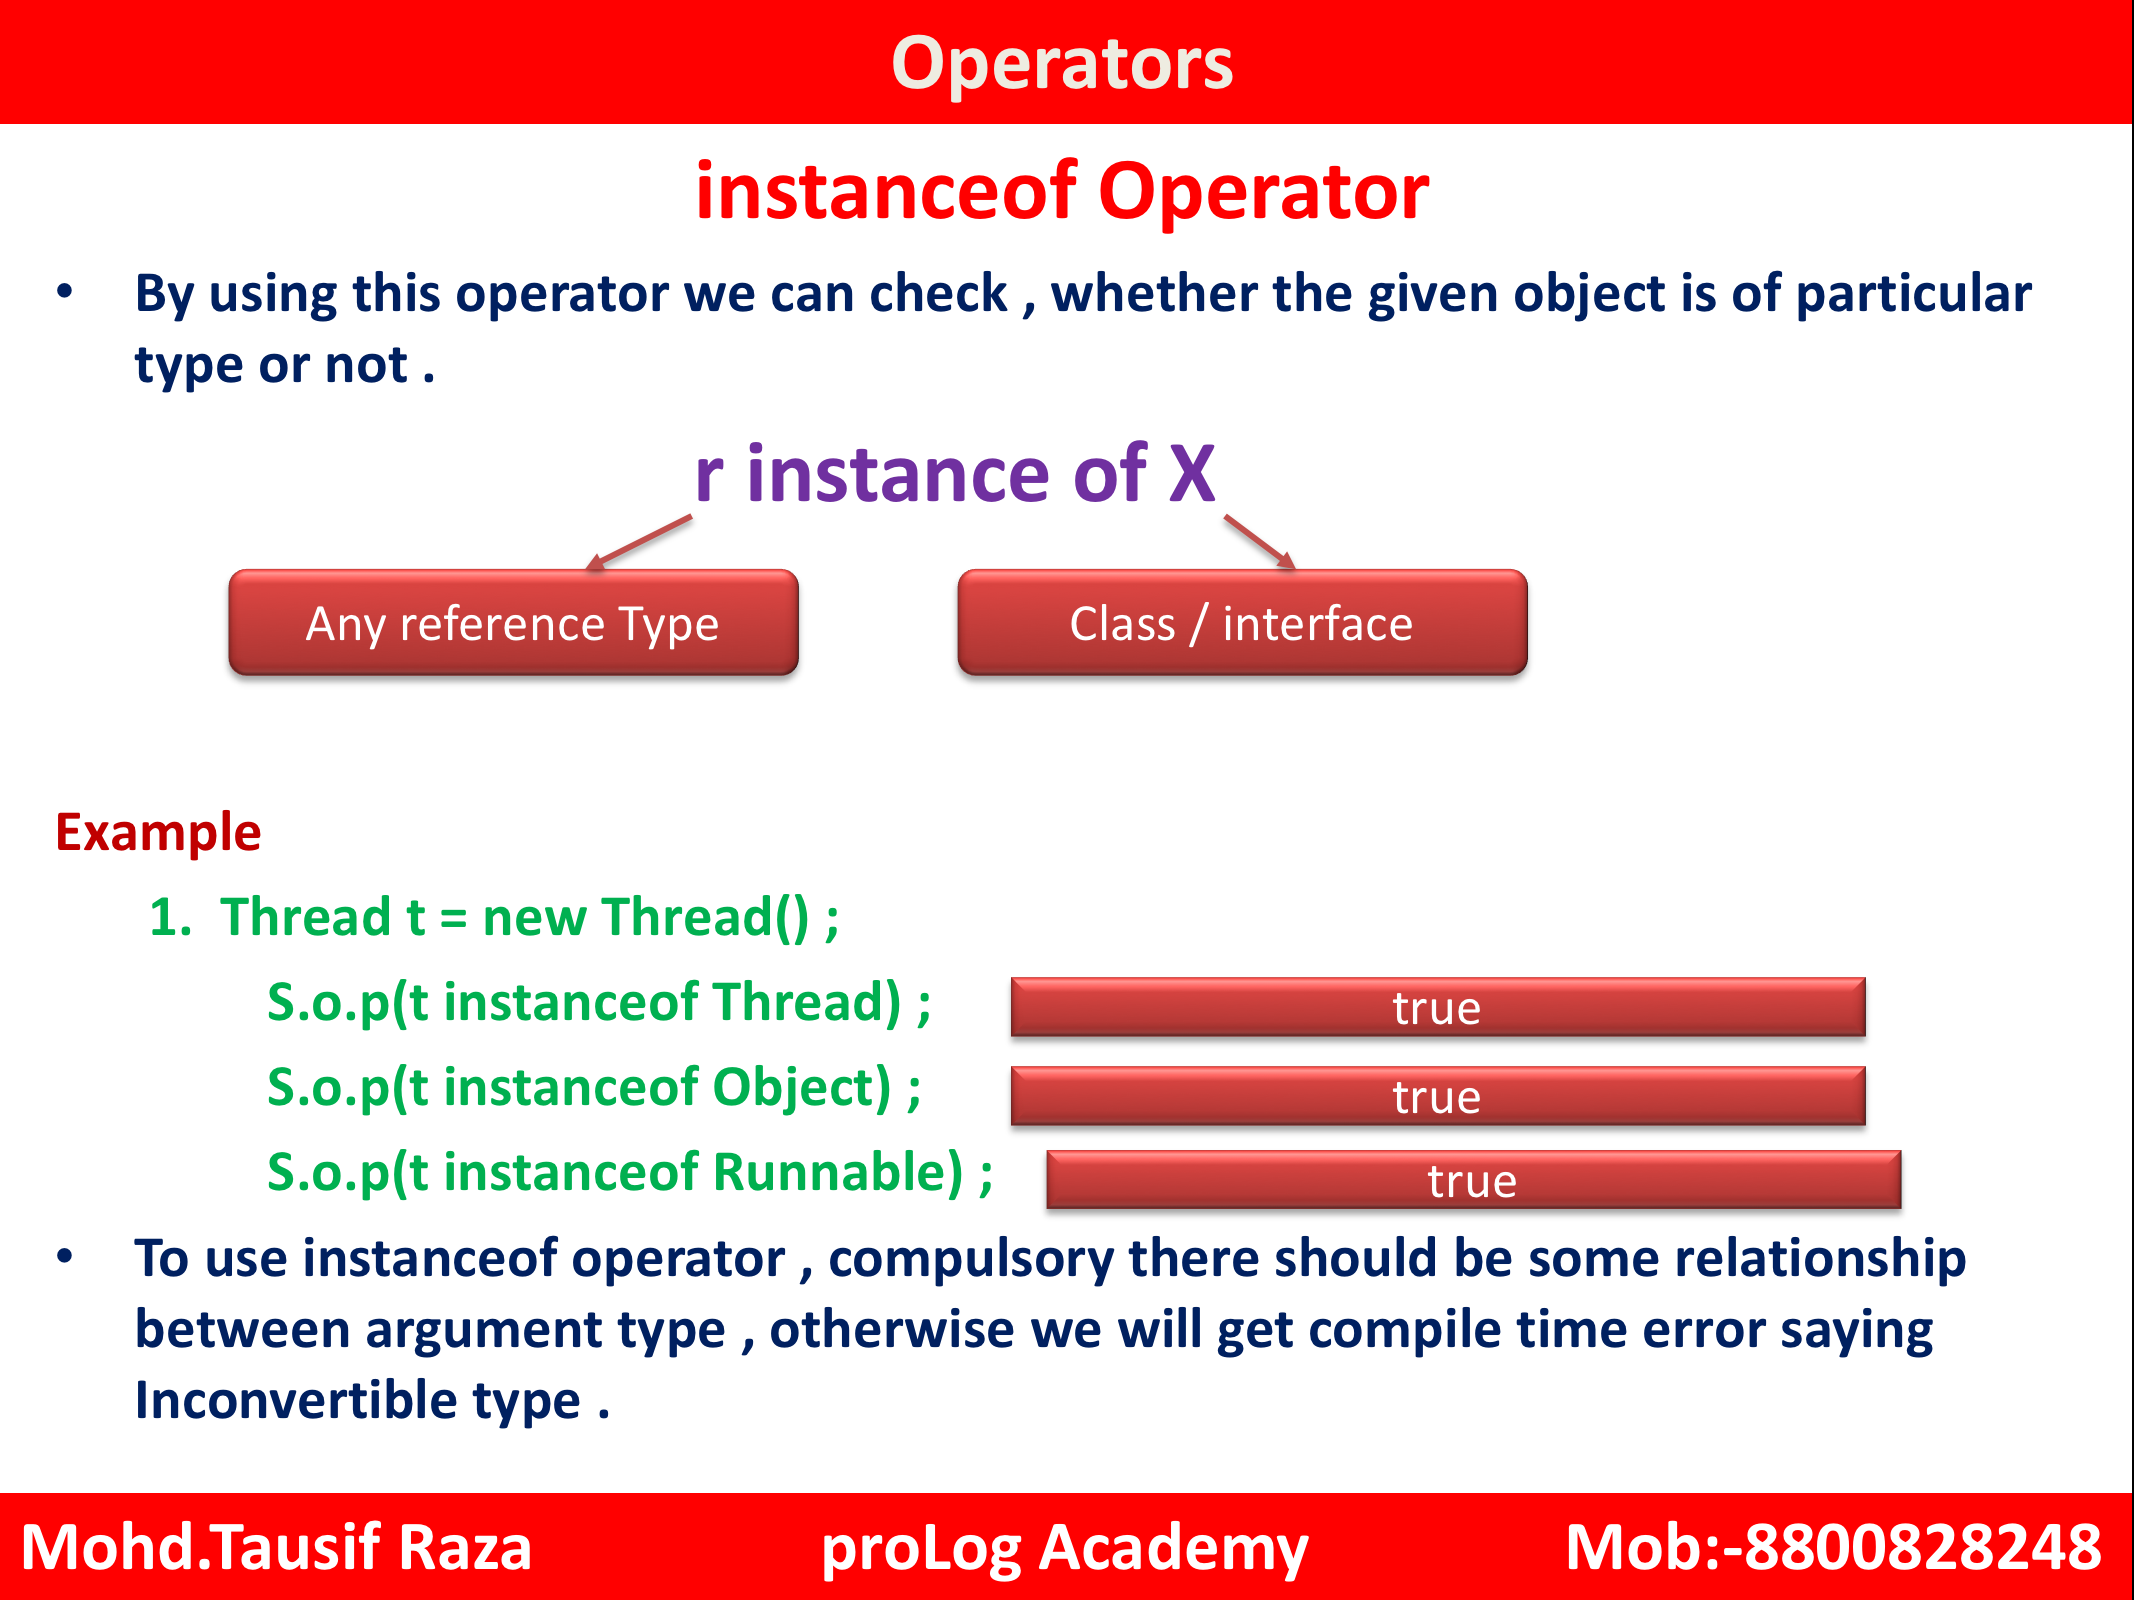 Operators
instanceof Operator
• By using this operator we can check , whether the given object is of particular
type or not .
r instance of X
Any reference Type
Class / interface
Example
1. Thread t = new Thread() ;
S.o.p(t instanceof Thread) ;
true
S.o.p(t instanceof Object) ;
true
S.o.p(t instanceof Runnable) ;
true
• To use instanceof operator , compulsory there should be some relationship
between argument type , otherwise we will get compile time error saying
Inconvertible type .
Mohd.Tausif Raza
proLog Academy
Mob:-8800828248